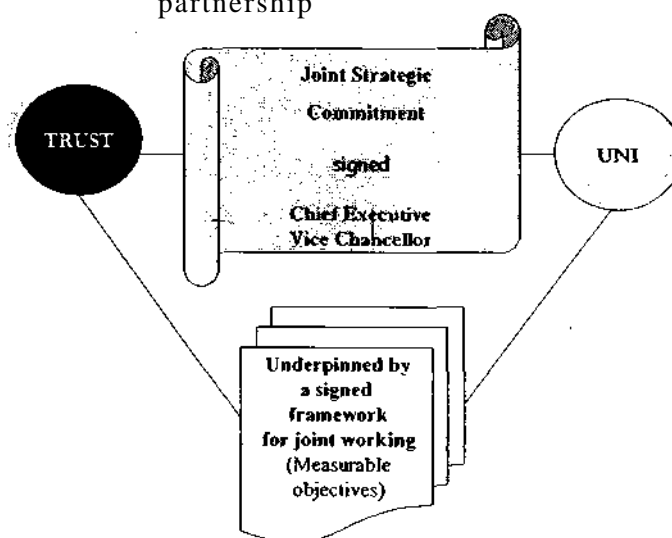 partnership
Joint Strategic
Commitment
signed
Chief Executive
Vice Chancellor
TRUST
UNI
Underpinned by
a signed
framework
for joint working
(Measurable
objectives)